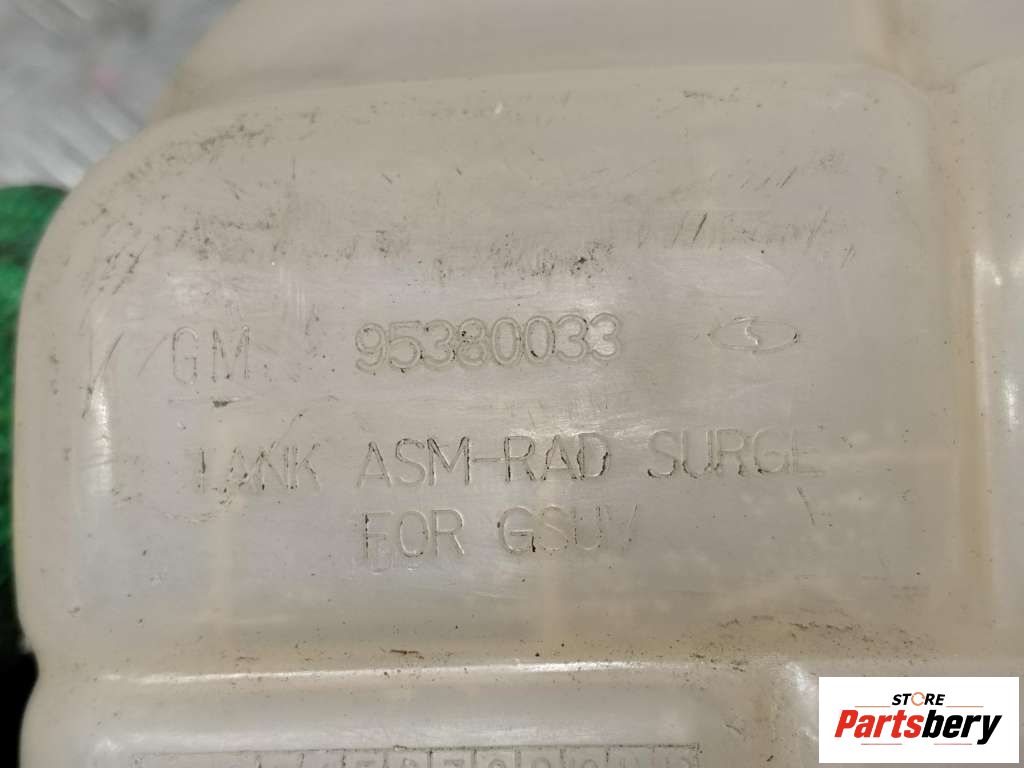 GM 95380033
TANK ASM-RAD SURGE
FOR GSUV
STORE
Partsbery